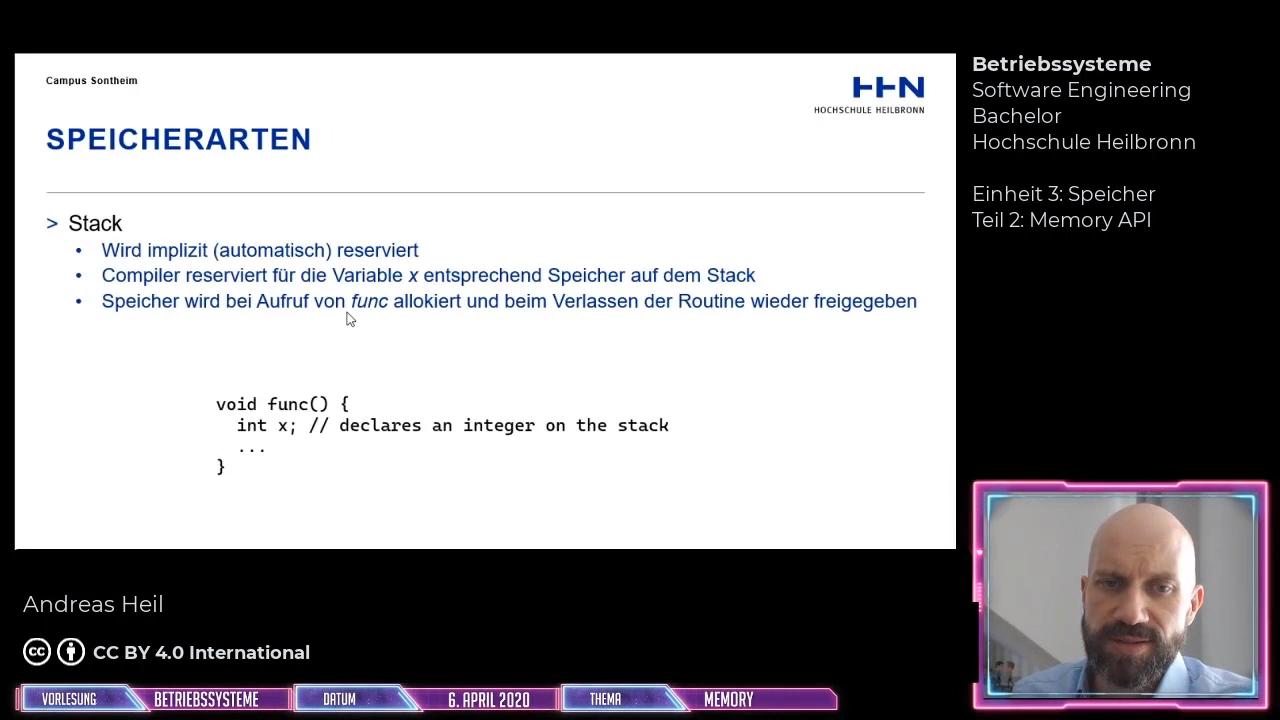 Campus Sontheim
HHN
HOCHSCHULE HEILBRONN
SPEICHERARTEN
> Stack
• Wird implizit (automatisch) reserviert
• Compiler reserviert für die Variable x entsprechend Speicher auf dem Stack
• Speicher wird bei Aufruf von func allokiert und beim Verlassen der Routine wieder freigegeben
void func() {
int x; // declares an integer on the stack
...
}
Betriebssysteme
Software Engineering
Bachelor
Hochschule Heilbronn
Einheit 3: Speicher
Teil 2: Memory API
Andreas Heil
cc CC BY 4.0 International
VORLESUNG BETRIEBSSYSTEME DATUM 6. APRIL 2020 THEMA MEMORY